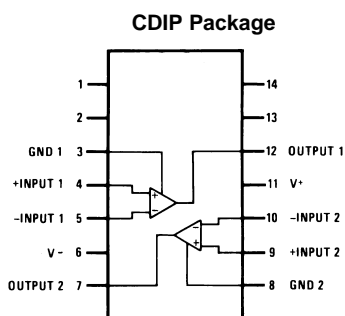 CDIP Package
1 14
2 13
GND 1 3 12 OUTPUT 1
+INPUT 1 4 11 V+
+ −
−INPUT 1 5 10 −INPUT 2
− +
V− 6 9 +INPUT 2
OUTPUT 2 7 8 GND 2